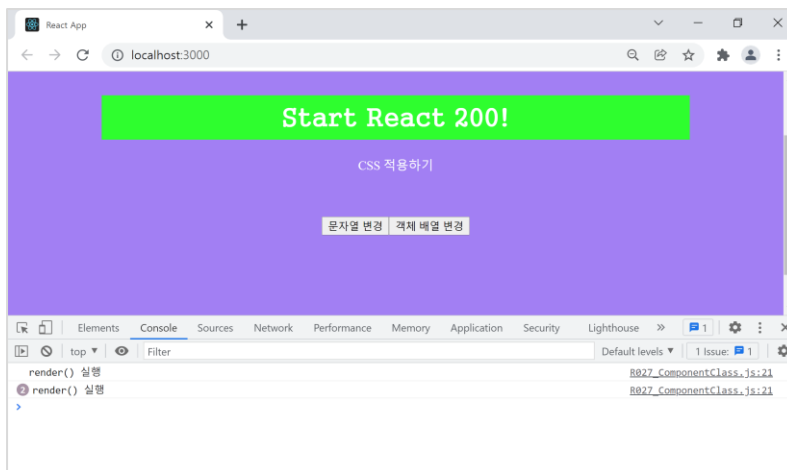 React App
localhost:3000
Start React 200!
CSS 적용하기
문자열 변경 객체 배열 변경
Elements Console Sources Network Performance Memory Application Security Lighthouse » 1
top ▼ Filter Default levels ▼ 1 Issue: 1
render() 실행 R027_ComponentClass.js:21
2 render() 실행 R027_ComponentClass.js:21
>